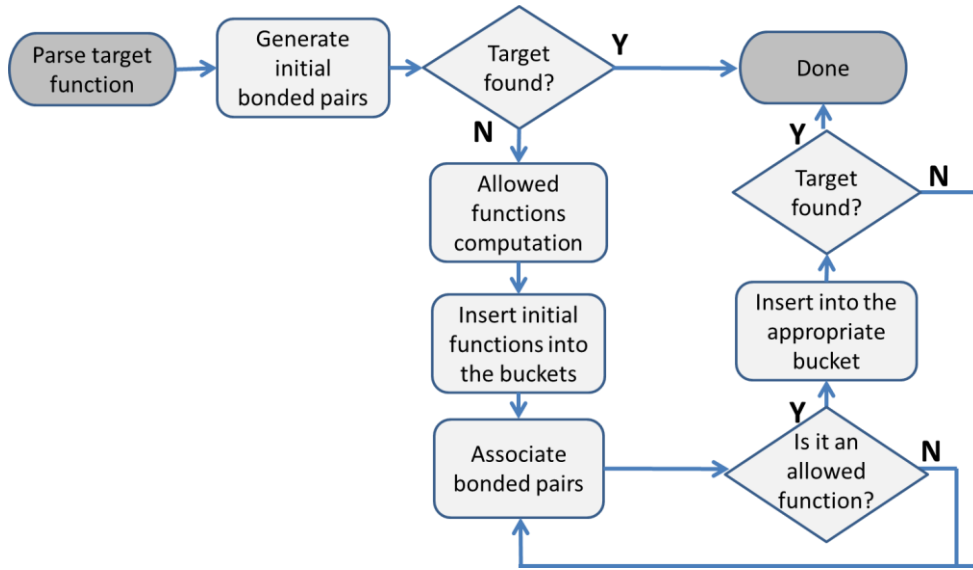 Parse target
function
Generate
initial
bonded pairs
Target
found?
Y
Done
N
Allowed
functions
computation
Insert initial
functions into
the buckets
Associate
bonded pairs
Is it an
allowed
function?
N
Y
Insert into the
appropriate
bucket
Target
found?
N
Y